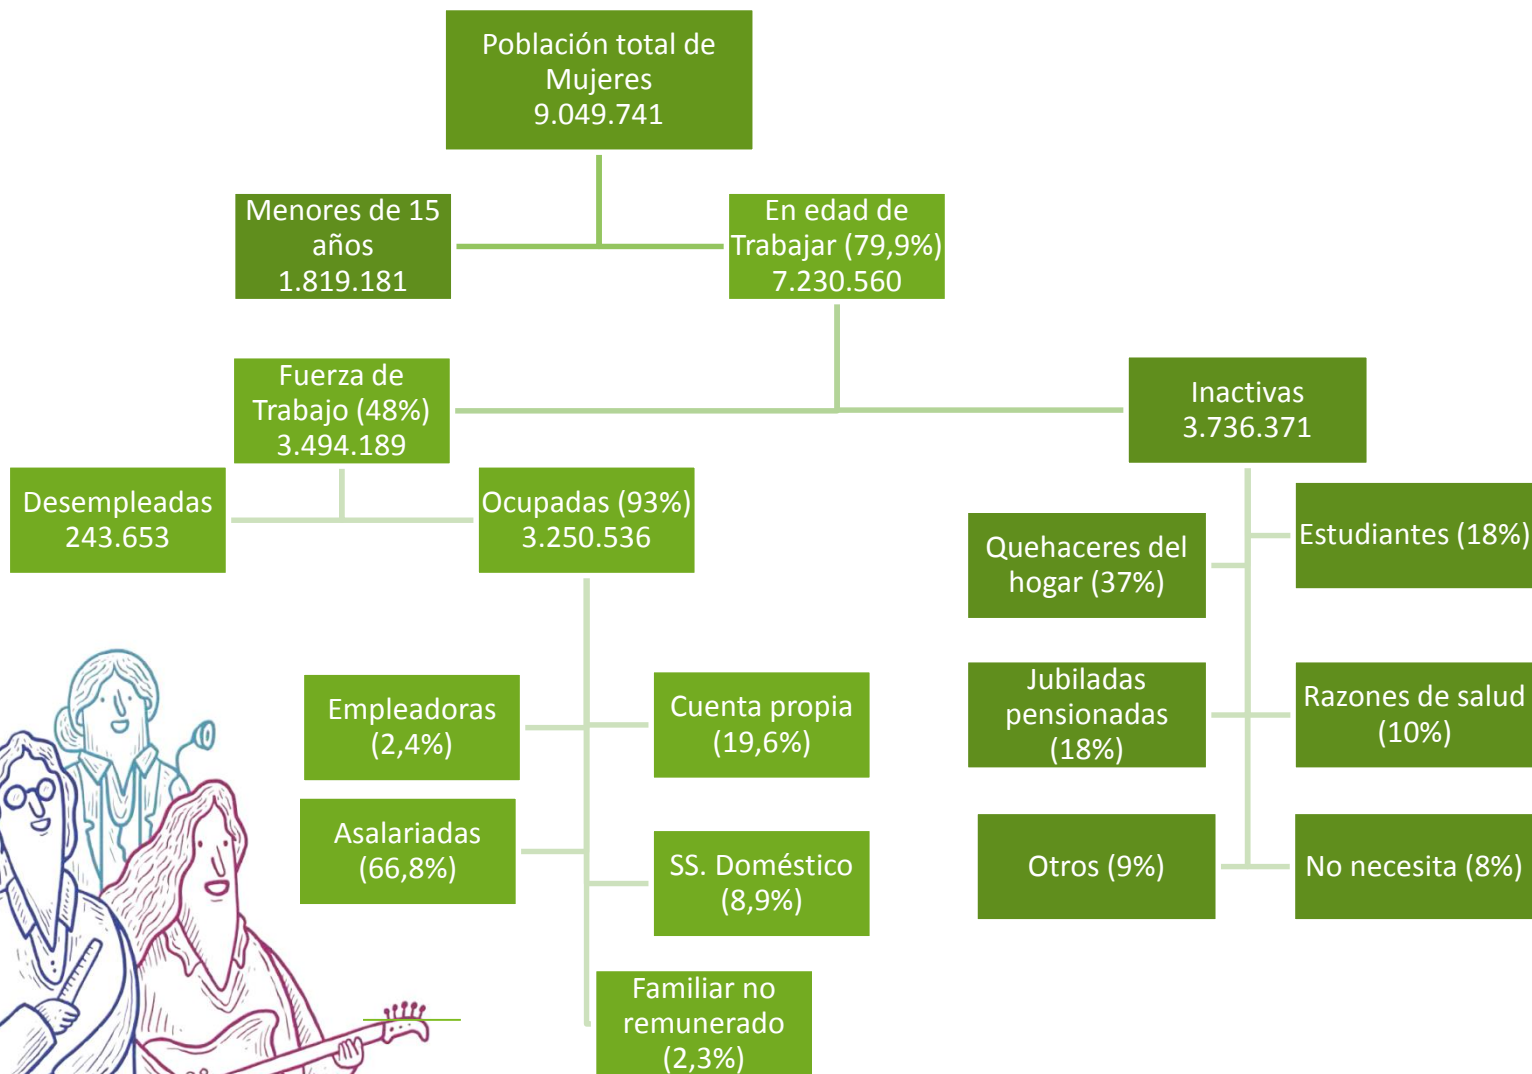 Población total de
Mujeres
9.049.741
Menores de 15
años
1.819.181
En edad de
Trabajar (79,9%)
7.230.560
Fuerza de
Trabajo (48%)
3.494.189
Inactivas
3.736.371
Desempleadas
243.653
Ocupadas (93%)
3.250.536
Quehaceres del
hogar (37%)
Estudiantes (18%)
Empleadoras
(2,4%)
Cuenta propia
(19,6%)
Jubiladas
pensionadas
(18%)
Razones de salud
(10%)
Asalariadas
(66,8%)
SS. Doméstico
(8,9%)
Otros (9%)
No necesita (8%)
Familiar no
remunerado
(2,3%)